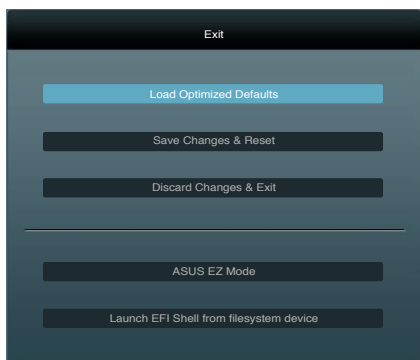 Exit
Load Optimized Defaults
Save Changes & Reset
Discard Changes & Exit
ASUS EZ Mode
Launch EFI Shell from filesystem device